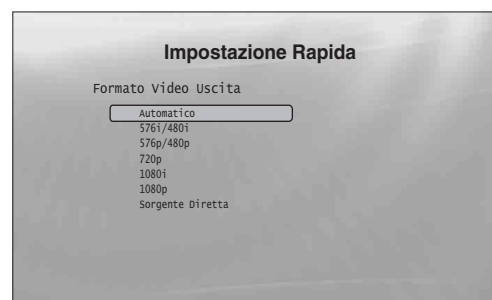 Impostazione Rapida
Formato Video Uscita
Automatico
576i/480i
576p/480p
720p
1080i
1080p
Sorgente Diretta